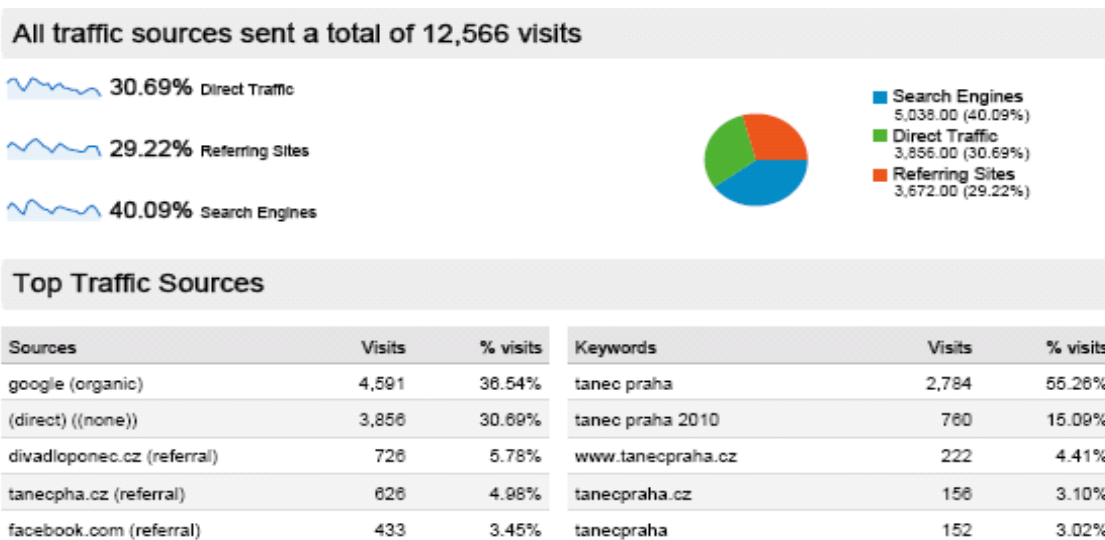 All traffic sources sent a total of 12,566 visits
30.69% Direct Traffic
29.22% Referring Sites
40.09% Search Engines
Search Engines
5,038.00 (40.09%)
Direct Traffic
3,856.00 (30.69%)
Referring Sites
3,672.00 (29.22%)
Top Traffic Sources
Sources Visits % visits Keywords Visits % visits
google (organic) 4,591 36.54% tanec praha 2,784 55.26%
(direct) ((none)) 3,856 30.69% tanec praha 2010 760 15.09%
divadloponec.cz (referral) 726 5.78% www.tanecpraha.cz 222 4.41%
tanecpha.cz (referral) 626 4.98% tanecpraha.cz 156 3.10%
facebook.com (referral) 433 3.45% tanecpraha 152 3.02%